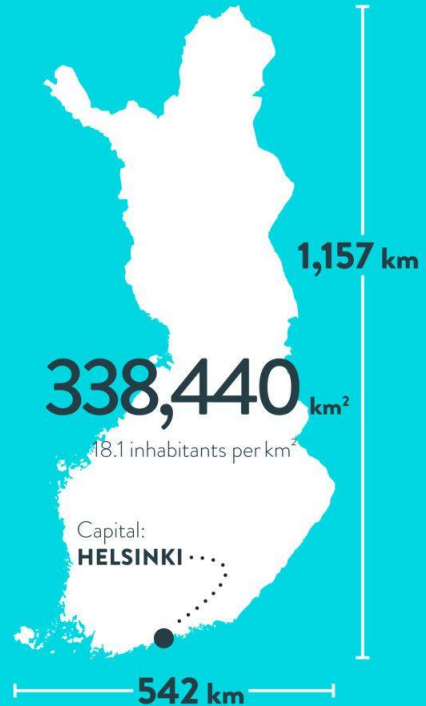 1,157 km
338,440 km²
18.1 inhabitants per km²
Capital:
HELSINKI
542 km